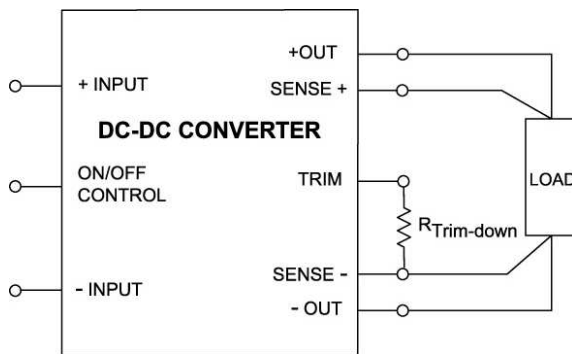 +OUT
+ INPUT
SENSE +
DC-DC CONVERTER
ON/OFF
CONTROL
TRIM
LOAD
RTrim-down
SENSE -
- INPUT
- OUT